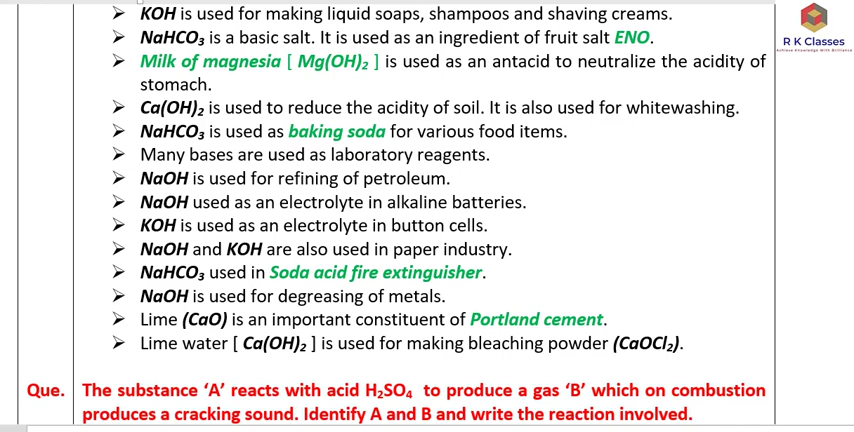 ➢ KOH is used for making liquid soaps, shampoos and shaving creams.
➢ NaHCO₃ is a basic salt. It is used as an ingredient of fruit salt ENO.
➢ Milk of magnesia [ Mg(OH)₂ ] is used as an antacid to neutralize the acidity of
stomach.
➢ Ca(OH)₂ is used to reduce the acidity of soil. It is also used for whitewashing.
➢ NaHCO₃ is used as baking soda for various food items.
➢ Many bases are used as laboratory reagents.
➢ NaOH is used for refining of petroleum.
➢ NaOH used as an electrolyte in alkaline batteries.
➢ KOH is used as an electrolyte in button cells.
➢ NaOH and KOH are also used in paper industry.
➢ NaHCO₃ used in Soda acid fire extinguisher.
➢ NaOH is used for degreasing of metals.
➢ Lime (CaO) is an important constituent of Portland cement.
➢ Lime water [ Ca(OH)₂ ] is used for making bleaching powder (CaOCl₂).
Que. The substance ‘A’ reacts with acid H₂SO₄ to produce a gas ‘B’ which on combustion
produces a cracking sound. Identify A and B and write the reaction involved.
R K Classes
Achieve Knowledge With Brilliance